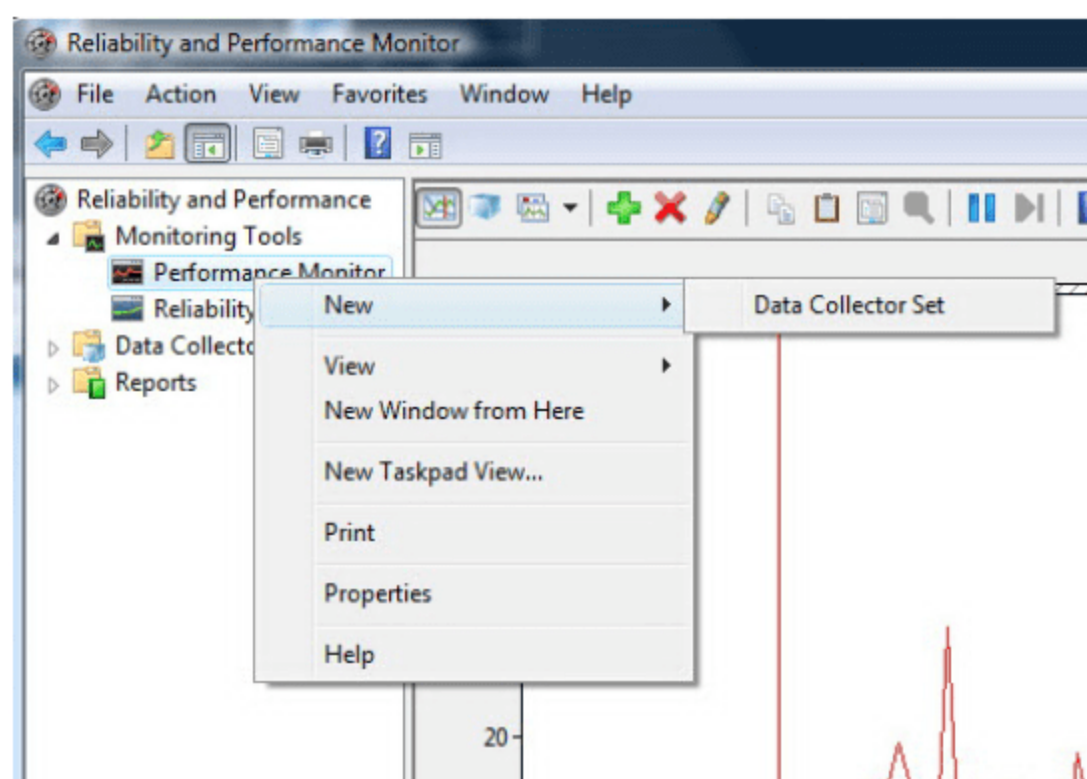 Reliability and Performance Monitor
File Action View Favorites Window Help
Reliability and Performance
Monitoring Tools
Performance Monitor
Reliability
Data Collecto
Reports
New
Data Collector Set
View
New Window from Here
New Taskpad View...
Print
Properties
Help
20